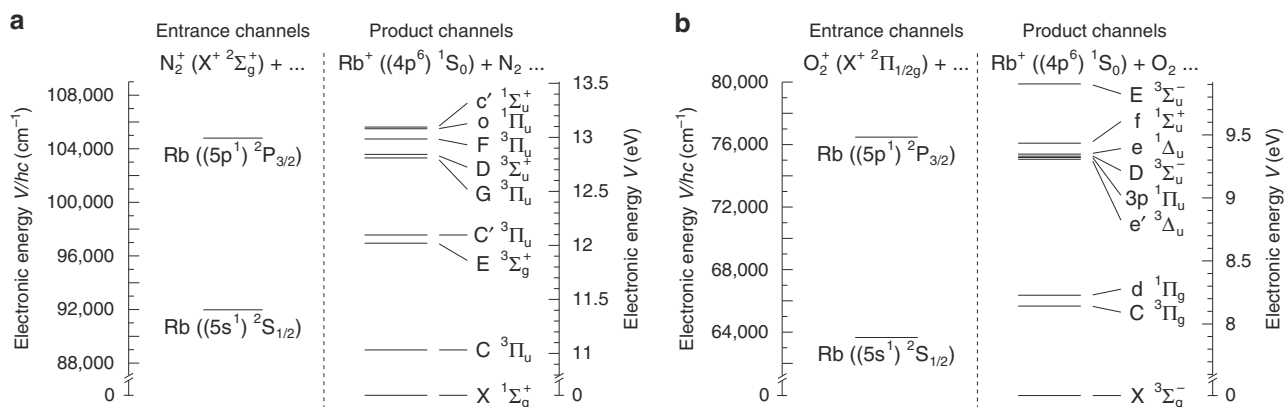 a
Entrance channels
Product channels
N₂⁺ (X⁺ ²Σg⁺) + ...
Rb⁺ ((4p⁶) ¹S₀) + N₂ ...
Electronic energy V/hc (cm⁻¹)
108,000
104,000
100,000
96,000
92,000
88,000
0
Rb ((5p¹) ²P₃/₂)
Rb ((5s¹) ²S₁/₂)
c′ ¹Σu⁺
o ¹Πu
F ³Πu
D ³Σu⁺
G ³Πu
C′ ³Πu
E ³Σg⁺
C ³Πu
X ¹Σg⁺
13.5
13
12.5
12
11.5
11
0
Electronic energy V (eV)
b
Entrance channels
Product channels
O₂⁺ (X⁺ ²Π₁/₂g) + ...
Rb⁺ ((4p⁶) ¹S₀) + O₂ ...
Electronic energy V/hc (cm⁻¹)
80,000
76,000
72,000
68,000
64,000
0
Rb ((5p¹) ²P₃/₂)
Rb ((5s¹) ²S₁/₂)
E ³Σu⁻
f ¹Σu⁺
e ¹Δu
D ³Σu⁻
3p ¹Πu
e′ ³Δu
d ¹Πg
C ³Πg
X ³Σg⁻
9.5
9
8.5
8
0
Electronic energy V (eV)